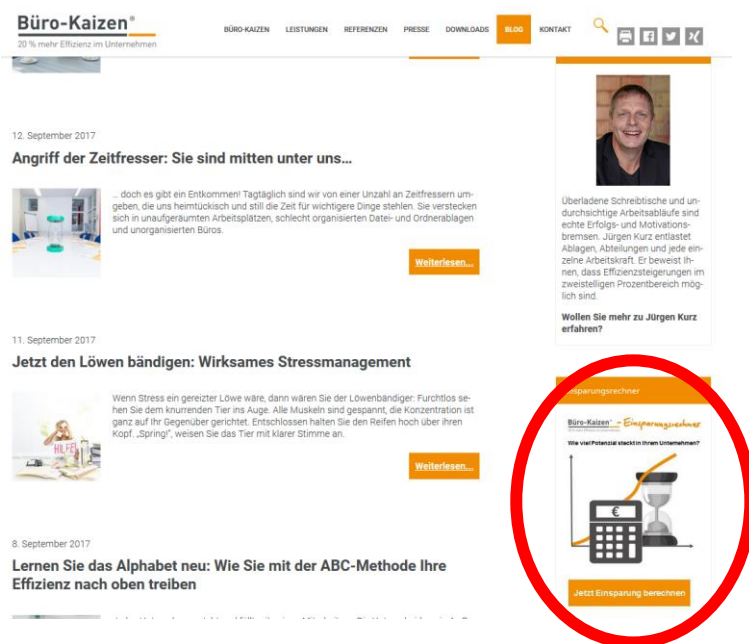 Büro-Kaizen®
20 % mehr Effizienz im Unternehmen
BÜRO-KAIZEN LEISTUNGEN REFERENZEN PRESSE DOWNLOADS BLOG KONTAKT
12. September 2017
Angriff der Zeitfresser: Sie sind mitten unter uns…
… doch es gibt ein Entkommen! Tagtäglich sind wir von einer Unzahl an Zeitfressern um-
geben, die uns heimtückisch und still die Zeit für wichtigere Dinge stehlen. Sie verstecken
sich in unaufgeräumten Arbeitsplätzen, schlecht organisierten Datei- und Ordnerablagen
und unorganisierten Büros.
Weiterlesen...
11. September 2017
Jetzt den Löwen bändigen: Wirksames Stressmanagement
Wenn Stress ein gereizter Löwe wäre, dann wären Sie der Löwenbändiger: Furchtlos se-
hen Sie dem knurrenden Tier ins Auge. Alle Muskeln sind gespannt, die Konzentration ist
ganz auf Ihr Gegenüber gerichtet. Entschlossen halten Sie den Reifen hoch über ihren
Kopf. „Spring!", weisen Sie das Tier mit klarer Stimme an.
HILFE!
Weiterlesen...
8. September 2017
Lernen Sie das Alphabet neu: Wie Sie mit der ABC-Methode Ihre
Effizienz nach oben treiben
Überladene Schreibtische und un-
durchsichtige Arbeitsabläufe sind
echte Erfolgs- und Motivations-
bremsen. Jürgen Kurz entlastet
Ablagen, Abteilungen und jede ein-
zelne Arbeitskraft. Er beweist Ih-
nen, dass Effizienzsteigerungen im
zweistelligen Prozentbereich mög-
lich sind.
Wollen Sie mehr zu Jürgen Kurz
erfahren?
Einsparungsrechner
Büro-Kaizen® - Einsparungsrechner
Wie viel Potenzial steckt in Ihrem Unternehmen?
€
Jetzt Einsparung berechnen